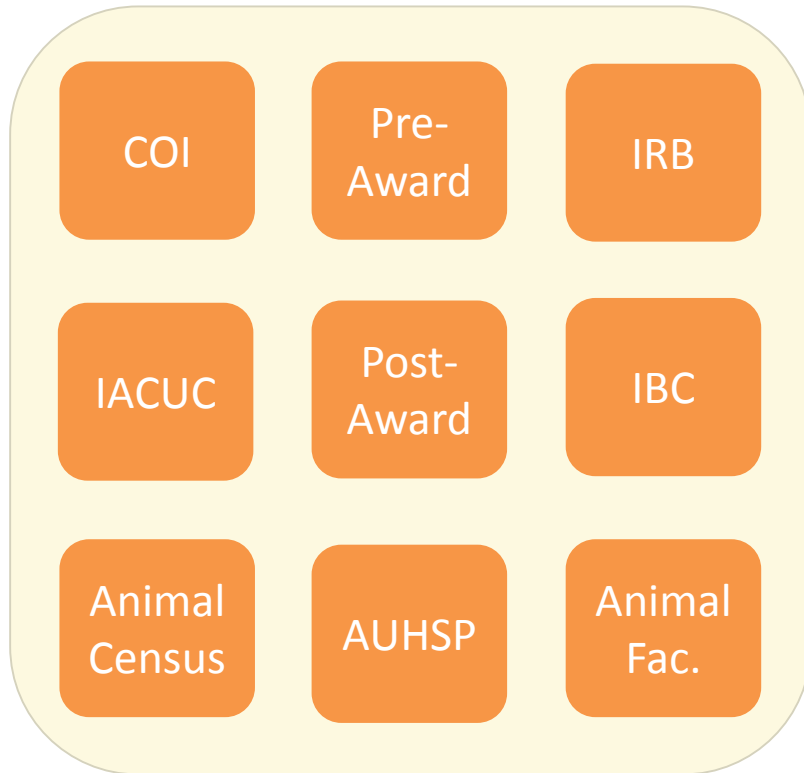 COI
Pre-
Award
IRB
IACUC
Post-
Award
IBC
Animal
Census
AUHSP
Animal
Fac.